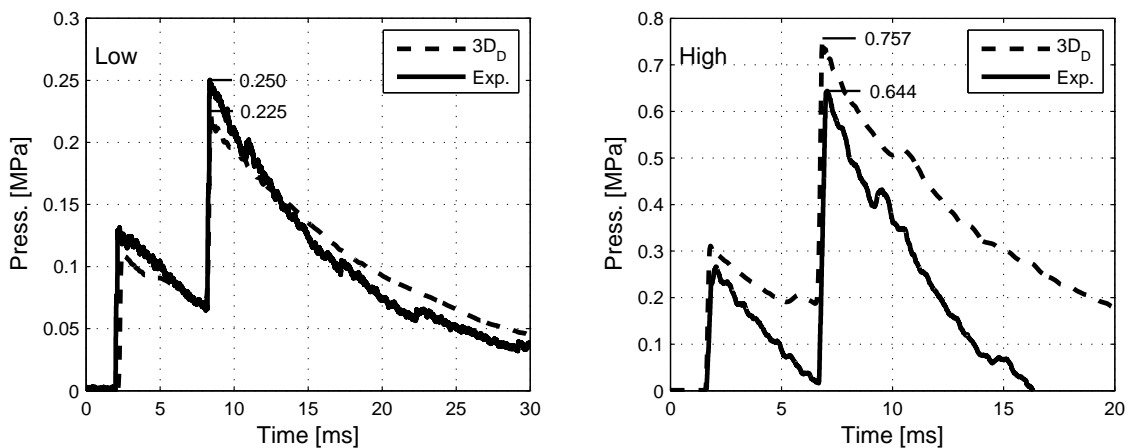 Low
3D_D
Exp.
0.250
0.225
0.3
0.25
0.2
0.15
0.1
0.05
0
Press. [MPa]
0 5 10 15 20 25 30
Time [ms]
High
3D_D
Exp.
0.757
0.644
0.8
0.7
0.6
0.5
0.4
0.3
0.2
0.1
0
Press. [MPa]
0 5 10 15 20
Time [ms]